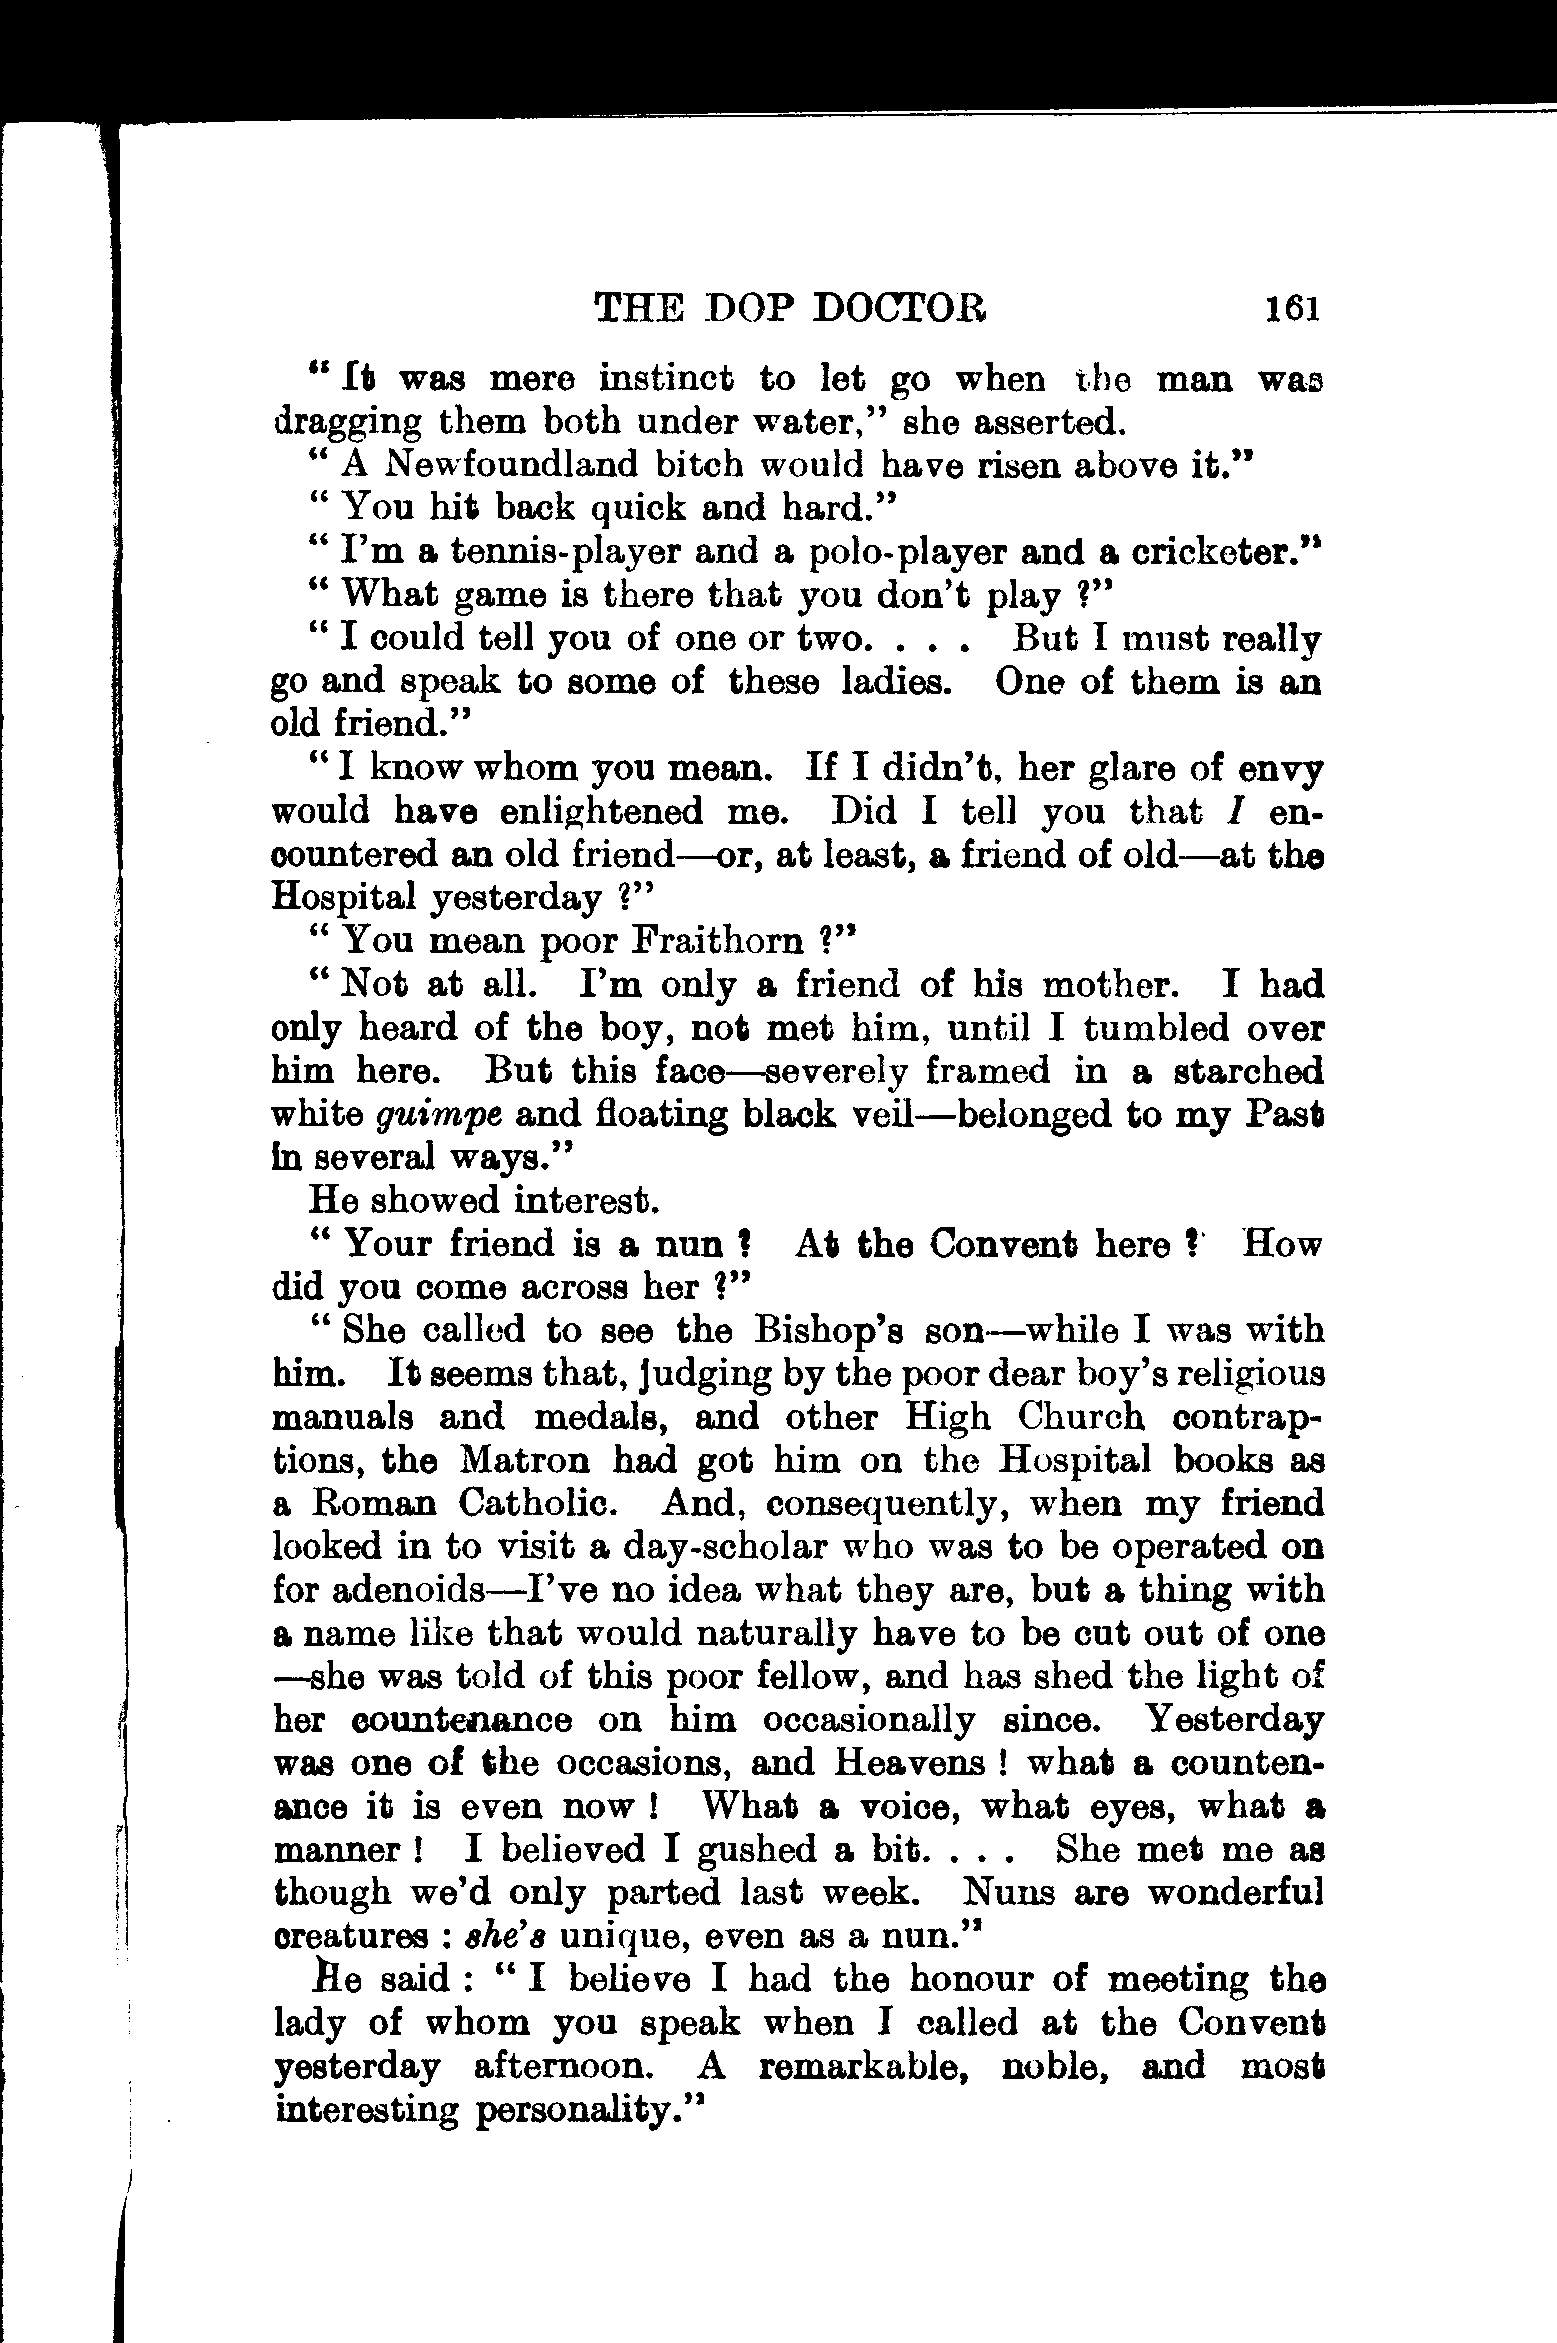 THE DOP DOCTOR 161
“ It was mere instinct to let go when the man was
dragging them both under water,” she asserted.
“ A Newfoundland bitch would have risen above it.”
“ You hit back quick and hard.”
“ I’m a tennis-player and a polo-player and a cricketer.”
“ What game is there that you don’t play ?”
“ I could tell you of one or two. . . . But I must really
go and speak to some of these ladies. One of them is an
old friend.”
“ I know whom you mean. If I didn’t, her glare of envy
would have enlightened me. Did I tell you that I en-
countered an old friend—or, at least, a friend of old—at the
Hospital yesterday ?”
“ You mean poor Fraithorn ?”
“ Not at all. I’m only a friend of his mother. I had
only heard of the boy, not met him, until I tumbled over
him here. But this face—severely framed in a starched
white guimpe and floating black veil—belonged to my Past
in several ways.”
He showed interest.
“ Your friend is a nun ? At the Convent here ? How
did you come across her ?”
“ She called to see the Bishop’s son—while I was with
him. It seems that, judging by the poor dear boy’s religious
manuals and medals, and other High Church contrap-
tions, the Matron had got him on the Hospital books as
a Roman Catholic. And, consequently, when my friend
looked in to visit a day-scholar who was to be operated on
for adenoids—I’ve no idea what they are, but a thing with
a name like that would naturally have to be cut out of one
—she was told of this poor fellow, and has shed the light of
her countenance on him occasionally since. Yesterday
was one of the occasions, and Heavens ! what a counten-
ance it is even now ! What a voice, what eyes, what a
manner ! I believed I gushed a bit. . . . She met me as
though we’d only parted last week. Nuns are wonderful
creatures : she’s unique, even as a nun.”
He said : “ I believe I had the honour of meeting the
lady of whom you speak when I called at the Convent
yesterday afternoon. A remarkable, noble, and most
interesting personality.”